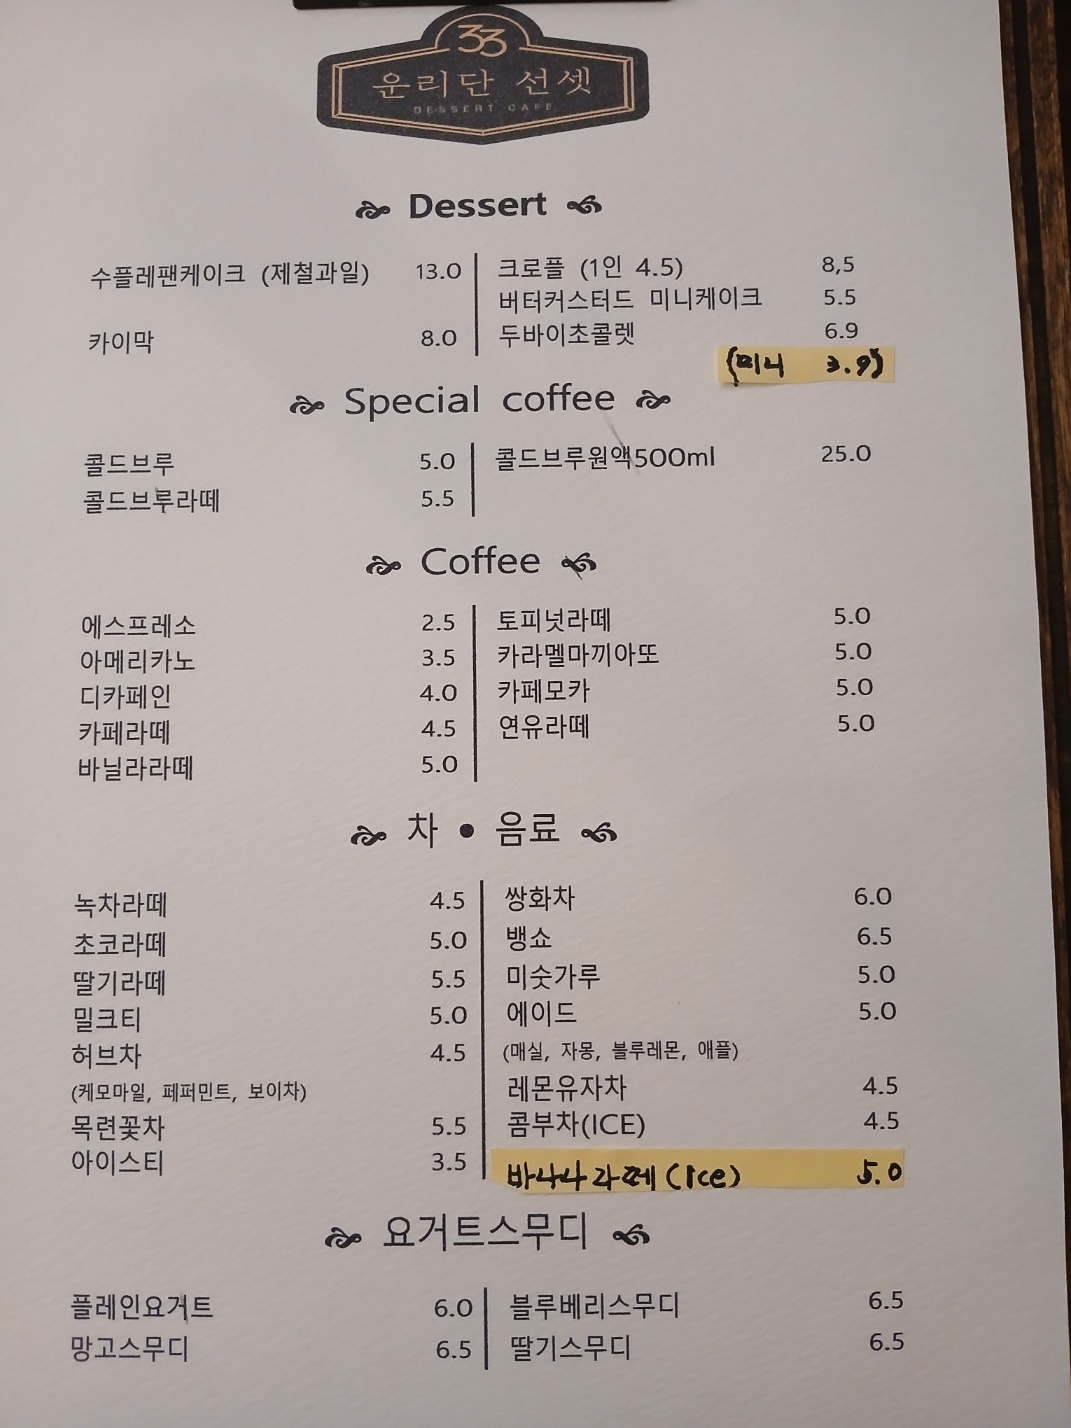 33
운리단 선셋
DESSERT CAFE
Dessert
수플레팬케이크 (제철과일) 13.0
카이막 8.0
크로플 (1인 4.5) 8,5
버터커스터드 미니케이크 5.5
두바이초콜렛 6.9
(미니 3.9)
Special coffee
콜드브루 5.0
콜드브루라떼 5.5
콜드브루원액500ml 25.0
Coffee
에스프레소 2.5
아메리카노 3.5
디카페인 4.0
카페라떼 4.5
바닐라라떼 5.0
토피넛라떼 5.0
카라멜마끼아또 5.0
카페모카 5.0
연유라떼 5.0
차 • 음료
녹차라떼 4.5
초코라떼 5.0
딸기라떼 5.5
밀크티 5.0
허브차 4.5
(케모마일, 페퍼민트, 보이차)
목련꽃차 5.5
아이스티 3.5
쌍화차 6.0
뱅쇼 6.5
미숫가루 5.0
에이드 5.0
(매실, 자몽, 블루레몬, 애플)
레몬유자차 4.5
콤부차(ICE) 4.5
바나나라떼(Ice) 5.0
요거트스무디
플레인요거트 6.0
망고스무디 6.5
블루베리스무디 6.5
딸기스무디 6.5